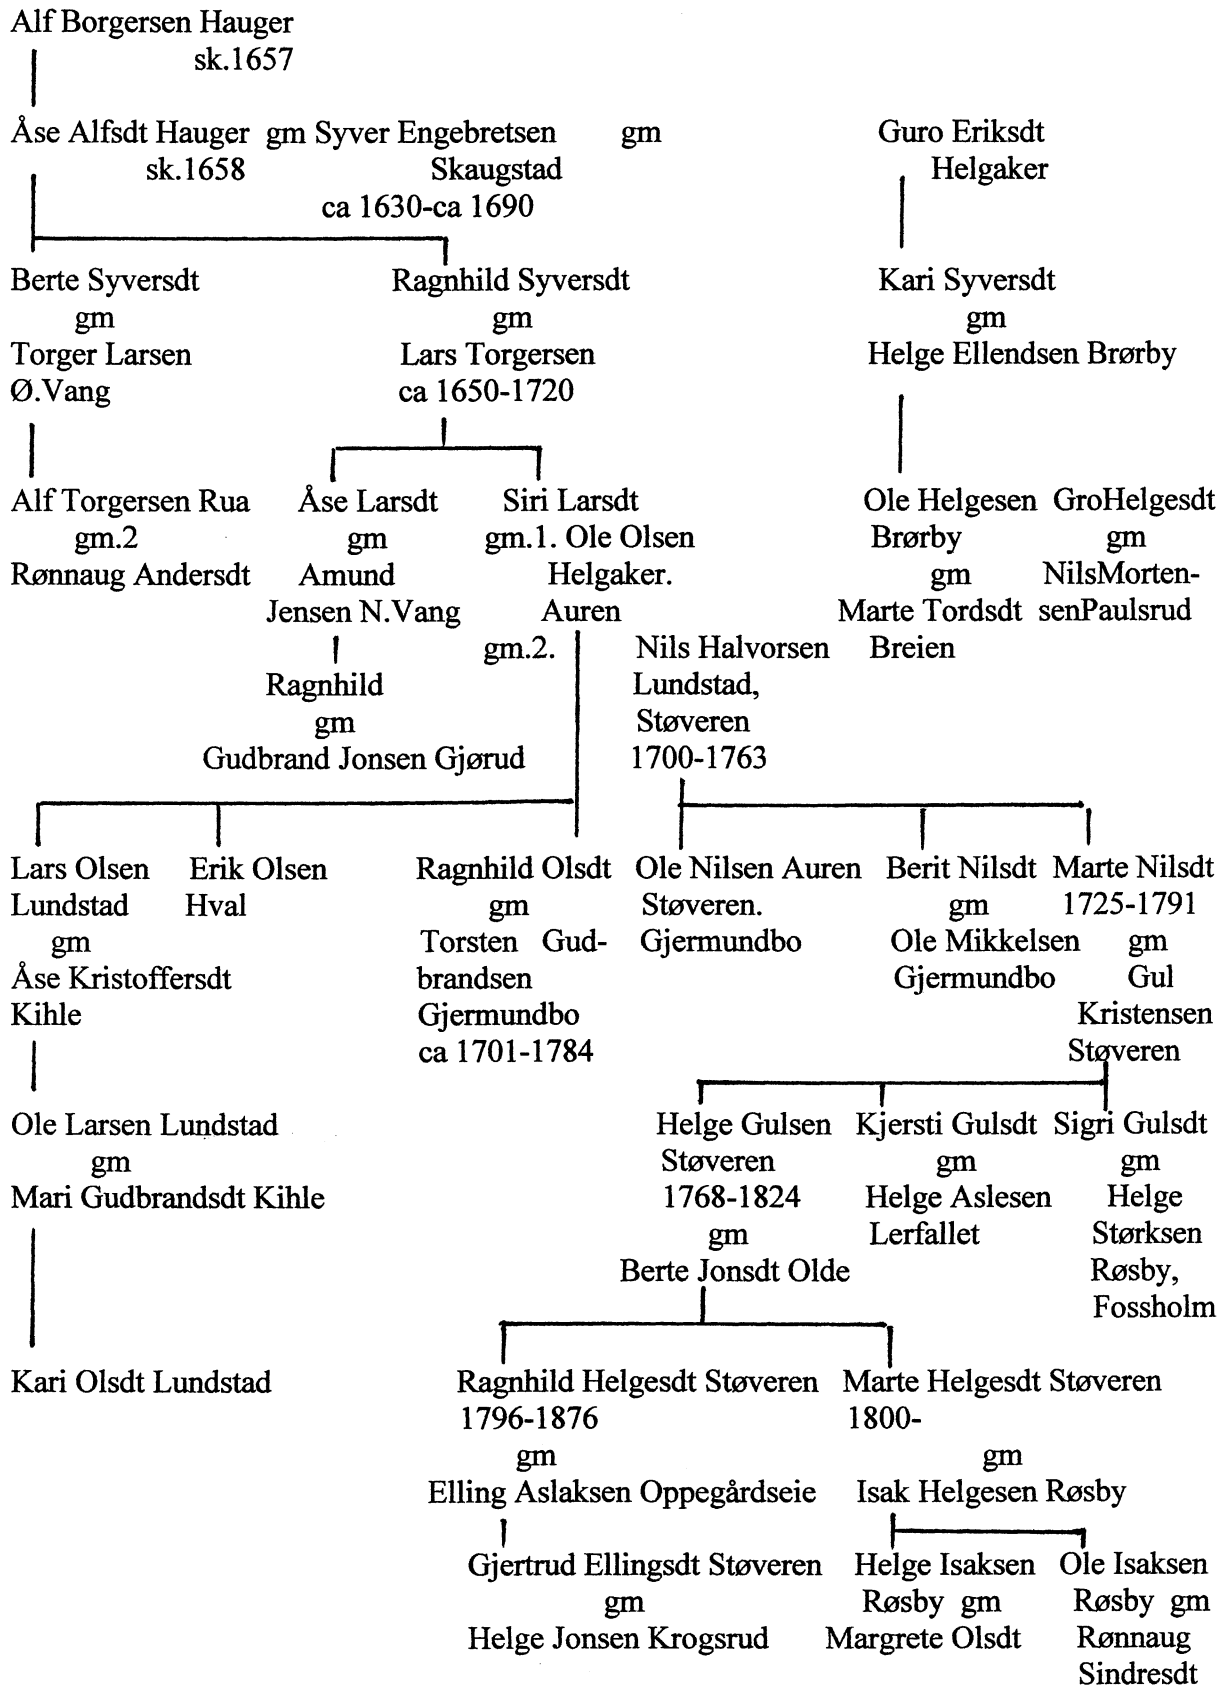 Alf Borgersen Hauger
sk.1657
Åse Alfsdt Hauger gm Syver Engebretsen gm Guro Eriksdt
sk.1658 Skaugstad Helgaker
ca 1630-ca 1690
Berte Syversdt Ragnhild Syversdt Kari Syversdt
gm gm gm
Torger Larsen Lars Torgersen Helge Ellendsen Brørby
Ø.Vang ca 1650-1720
Alf Torgersen Rua Åse Larsdt Siri Larsdt Ole Helgesen GroHelgesdt
gm.2 gm gm.1. Ole Olsen Brørby gm
Rønnaug Andersdt Amund Helgaker. gm NilsMorten-
Jensen N.Vang Auren Marte Tordsdt senPaulsrud
gm.2. Nils Halvorsen Breien
Ragnhild Lundstad,
gm Støveren
Gudbrand Jonsen Gjørud 1700-1763
Lars Olsen Erik Olsen Ragnhild Olsdt Ole Nilsen Auren Berit Nilsdt Marte Nilsdt
Lundstad Hval gm Støveren. gm 1725-1791
gm Torsten Gud- Gjermundbo Ole Mikkelsen gm
Åse Kristoffersdt brandsen Gjermundbo Gul
Kihle Gjermundbo Kristensen
ca 1701-1784 Støveren
Ole Larsen Lundstad Helge Gulsen Kjersti Gulsdt Sigri Gulsdt
gm Støveren gm gm
Mari Gudbrandsdt Kihle 1768-1824 Helge Aslesen Helge
gm Lerfallet Størksen
Berte Jonsdt Olde Røsby,
Fossholm
Kari Olsdt Lundstad Ragnhild Helgesdt Støveren Marte Helgesdt Støveren
1796-1876 1800-
gm gm
Elling Aslaksen Oppegårdseie Isak Helgesen Røsby
Gjertrud Ellingsdt Støveren Helge Isaksen Ole Isaksen
gm Røsby gm Røsby gm
Helge Jonsen Krogsrud Margrete Olsdt Rønnaug
Sindresdt